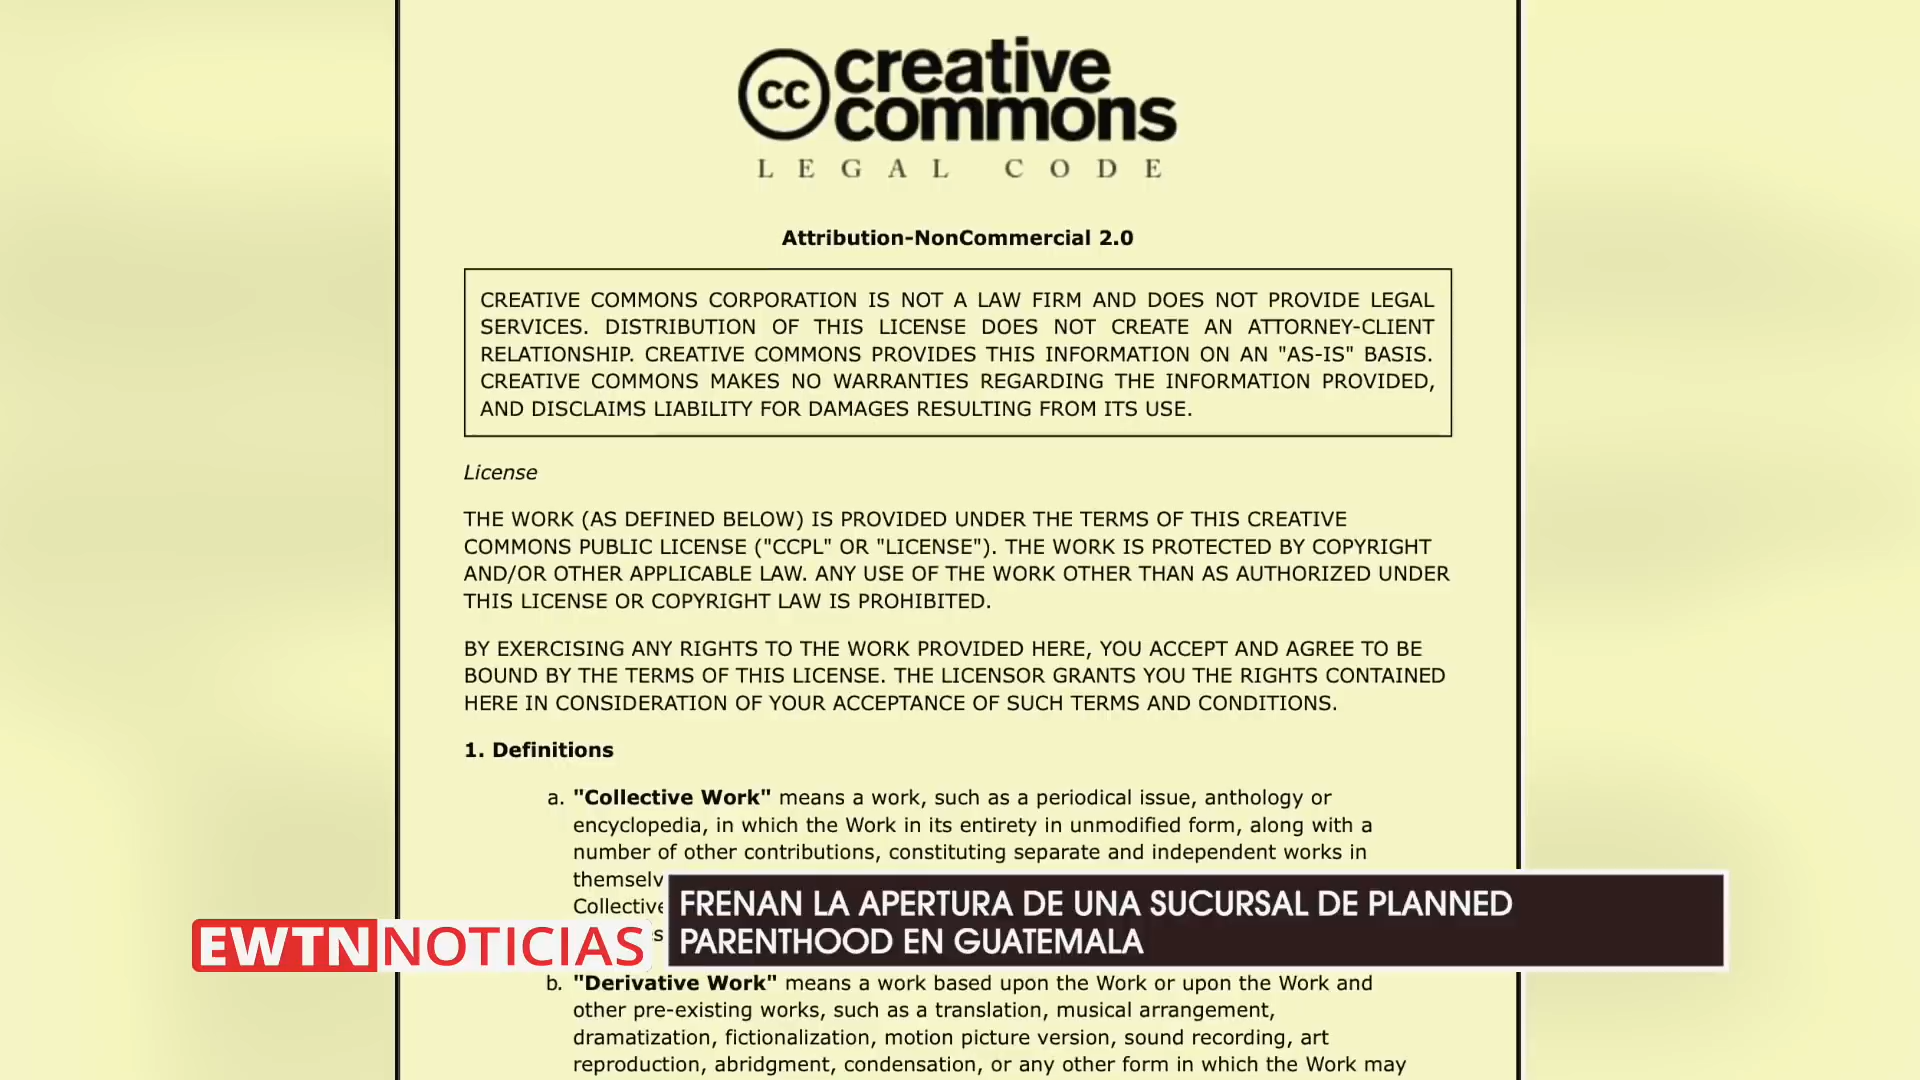 cc creative
commons
LEGAL CODE
Attribution-NonCommercial 2.0
CREATIVE COMMONS CORPORATION IS NOT A LAW FIRM AND DOES NOT PROVIDE LEGAL
SERVICES. DISTRIBUTION OF THIS LICENSE DOES NOT CREATE AN ATTORNEY-CLIENT
RELATIONSHIP. CREATIVE COMMONS PROVIDES THIS INFORMATION ON AN "AS-IS" BASIS.
CREATIVE COMMONS MAKES NO WARRANTIES REGARDING THE INFORMATION PROVIDED,
AND DISCLAIMS LIABILITY FOR DAMAGES RESULTING FROM ITS USE.
License
THE WORK (AS DEFINED BELOW) IS PROVIDED UNDER THE TERMS OF THIS CREATIVE
COMMONS PUBLIC LICENSE ("CCPL" OR "LICENSE"). THE WORK IS PROTECTED BY COPYRIGHT
AND/OR OTHER APPLICABLE LAW. ANY USE OF THE WORK OTHER THAN AS AUTHORIZED UNDER
THIS LICENSE OR COPYRIGHT LAW IS PROHIBITED.
BY EXERCISING ANY RIGHTS TO THE WORK PROVIDED HERE, YOU ACCEPT AND AGREE TO BE
BOUND BY THE TERMS OF THIS LICENSE. THE LICENSOR GRANTS YOU THE RIGHTS CONTAINED
HERE IN CONSIDERATION OF YOUR ACCEPTANCE OF SUCH TERMS AND CONDITIONS.
1. Definitions
a. "Collective Work" means a work, such as a periodical issue, anthology or
encyclopedia, in which the Work in its entirety in unmodified form, along with a
number of other contributions, constituting separate and independent works in
themselv
Collective
FRENAN LA APERTURA DE UNA SUCURSAL DE PLANNED
PARENTHOOD EN GUATEMALA
EWTN NOTICIAS
b. "Derivative Work" means a work based upon the Work or upon the Work and
other pre-existing works, such as a translation, musical arrangement,
dramatization, fictionalization, motion picture version, sound recording, art
reproduction, abridgment, condensation, or any other form in which the Work may